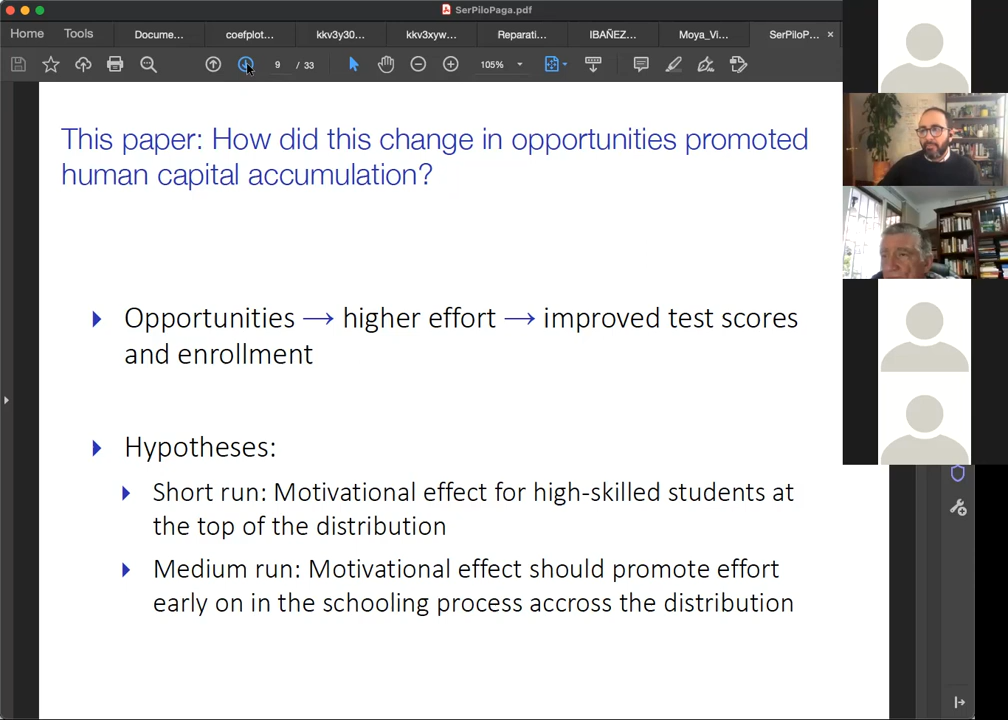 SerPiloPaga.pdf
Home Tools Docume... coefplot... kkv3y30... kkv3xyw... Reparati... IBAÑEZ... Moya_Vi... SerPiloP... ×
9 / 33 105%
This paper: How did this change in opportunities promoted
human capital accumulation?
Opportunities → higher effort → improved test scores
and enrollment
Hypotheses:
Short run: Motivational effect for high-skilled students at
the top of the distribution
Medium run: Motivational effect should promote effort
early on in the schooling process accross the distribution